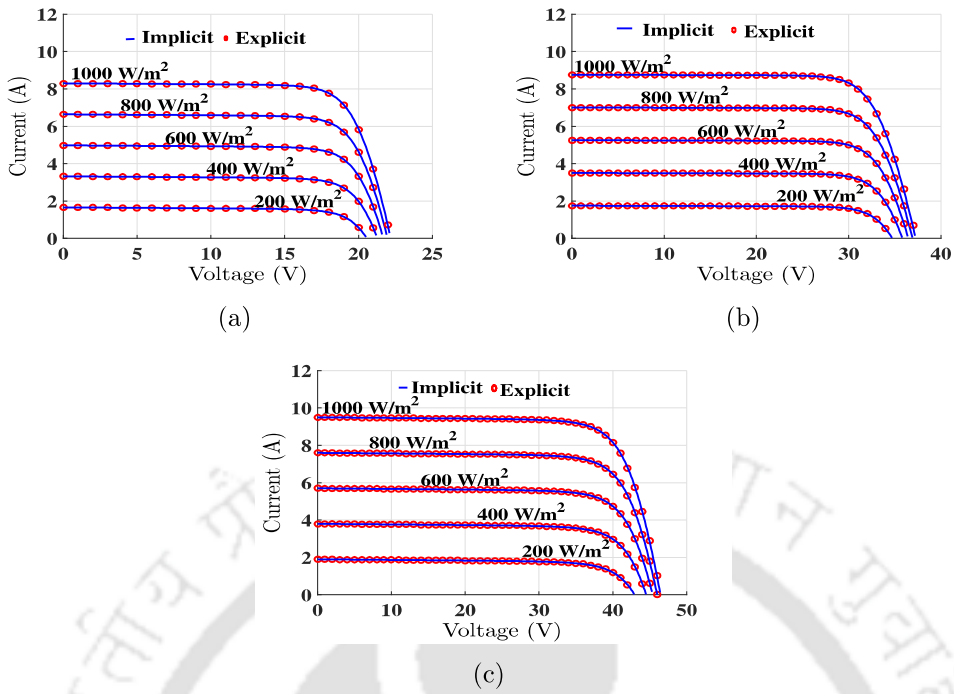 12
10
8
6
4
2
0
Current (A)
Implicit Explicit
1000 W/m²
800 W/m²
600 W/m²
400 W/m²
200 W/m²
0 5 10 15 20 25
Voltage (V)
(a)
12
10
8
6
4
2
0
Current (A)
Implicit Explicit
1000 W/m²
800 W/m²
600 W/m²
400 W/m²
200 W/m²
0 10 20 30 40
Voltage (V)
(b)
12
10
8
6
4
2
0
Current (A)
Implicit Explicit
1000 W/m²
800 W/m²
600 W/m²
400 W/m²
200 W/m²
0 10 20 30 40 50
Voltage (V)
(c)